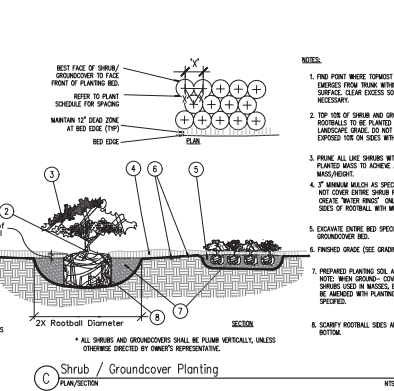 "X"
BEST FACE OF SHRUB/
GROUNDCOVER TO FACE
FRONT OF PLANTING BED.
REFER TO PLANT
SCHEDULE FOR SPACING
MAINTAIN 12" DEAD ZONE
AT BED EDGE (TYP)
BED EDGE
PLAN
NOTES:
1. FIND POINT WHERE TOPMOST
EMERGES FROM TRUNK WITHI
SURFACE. CLEAR EXCESS SO
NECESSARY.
2. TOP 10% OF SHRUB AND GR
ROOTBALLS TO BE PLANTED
LANDSCAPE GRADE. DO NOT
EXPOSED 10% ON SIDES WITH
3. PRUNE ALL LIKE SHRUBS WIT
PLANTED MASS TO ACHIEVE
MASS/HEIGHT.
4. 3" MINIMUM MULCH AS SPEC
NOT COVER ENTIRE SHRUB R
CREATE "WATER RINGS" ONL
SIDES OF ROOTBALL WITH M
5. EXCAVATE ENTIRE BED SPECI
GROUNDCOVER BED.
6. FINISHED GRADE (SEE GRADIN
7. PREPARED PLANTING SOIL A
NOTE: WHEN GROUND- COV
SHRUBS USED IN MASSES, E
BE AMENDED WITH PLANTING
SPECIFIED.
8. SCARIFY ROOTBALL SIDES A
BOTTOM.
3
4
6
5
2
of
7
8
2X Rootball Diameter
SECTION
* ALL SHRUBS AND GROUNDCOVERS SHALL BE PLUMB VERTICALLY, UNLESS
OTHERWISE DIRECTED BY OWNER'S REPRESENTATIVE.
s
C
Shrub / Groundcover Planting
PLAN/SECTION
NTS